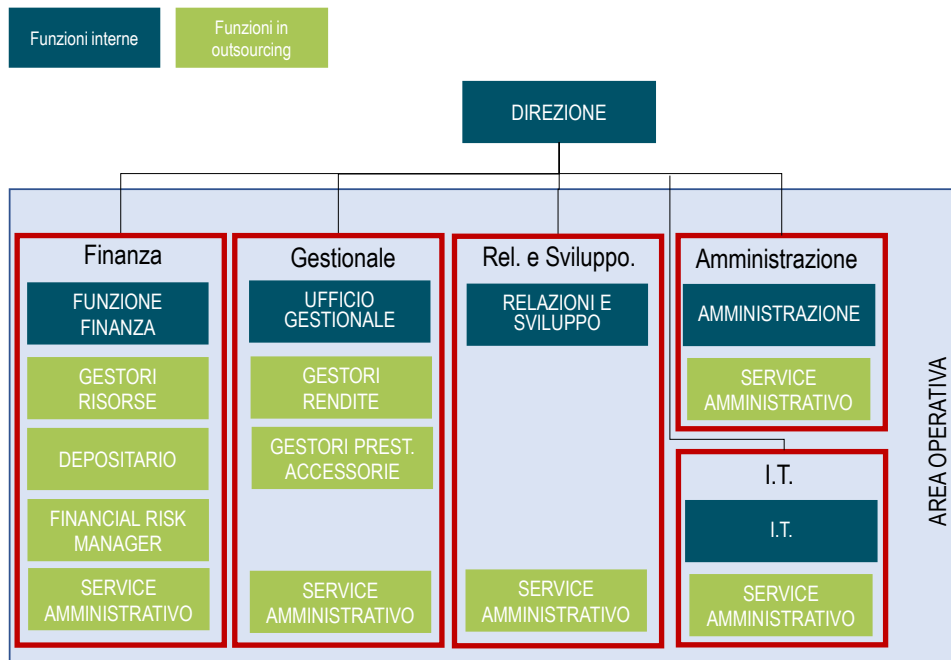 Funzioni interne
Funzioni in
outsourcing
DIREZIONE
Finanza
FUNZIONE
FINANZA
GESTORI
RISORSE
DEPOSITARIO
FINANCIAL RISK
MANAGER
SERVICE
AMMINISTRATIVO
Gestionale
UFFICIO
GESTIONALE
GESTORI
RENDITE
GESTORI PREST.
ACCESSORIE
SERVICE
AMMINISTRATIVO
Rel. e Sviluppo.
RELAZIONI E
SVILUPPO
SERVICE
AMMINISTRATIVO
Amministrazione
AMMINISTRAZIONE
SERVICE
AMMINISTRATIVO
I.T.
I.T.
SERVICE
AMMINISTRATIVO
AREA OPERATIVA